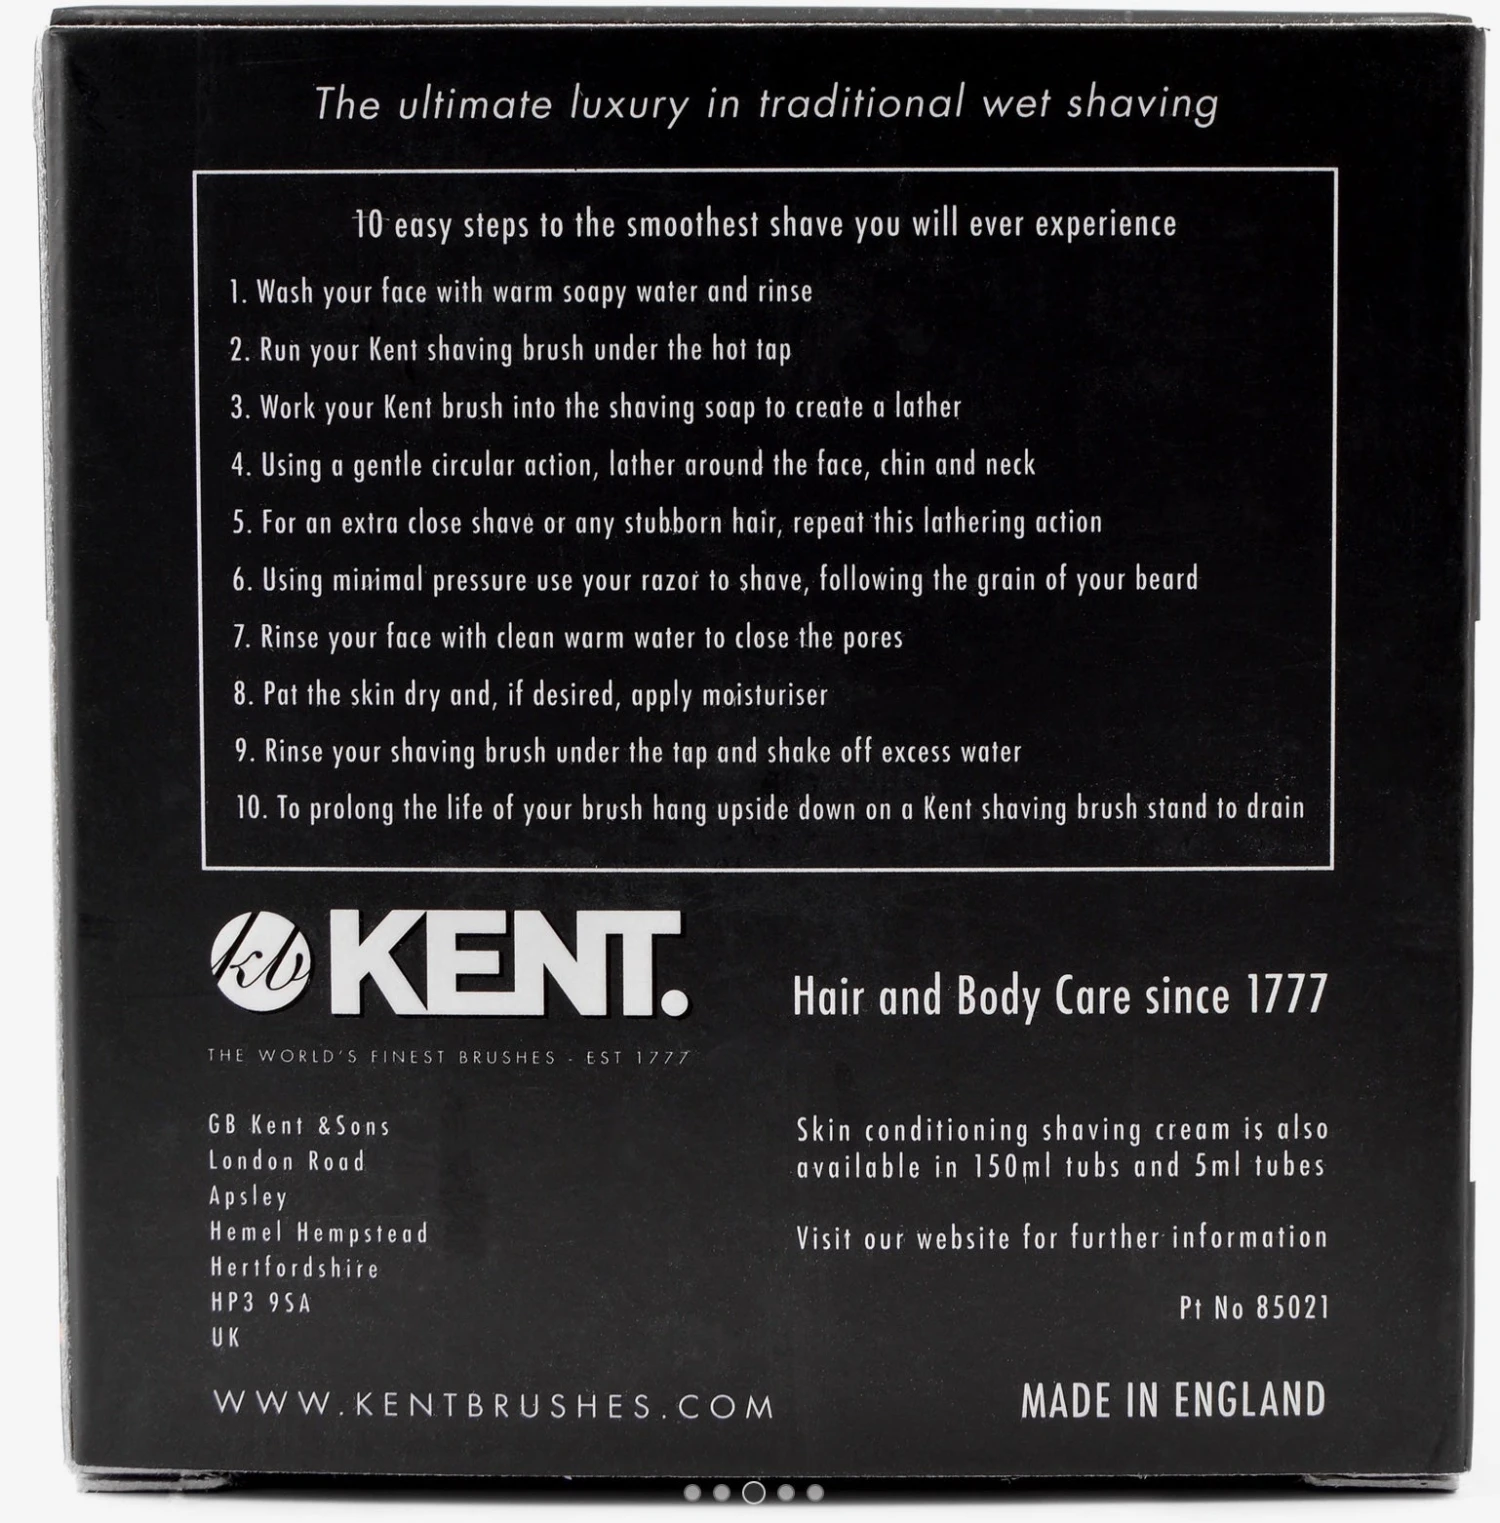 The ultimate luxury in traditional wet shaving
10 easy steps to the smoothest shave you will ever experience
1. Wash your face with warm soapy water and rinse
2. Run your Kent shaving brush under the hot tap
3. Work your Kent brush into the shaving soap to create a lather
4. Using a gentle circular action, lather around the face, chin and neck
5. For an extra close shave or any stubborn hair, repeat this lathering action
6. Using minimal pressure use your razor to shave, following the grain of your beard
7. Rinse your face with clean warm water to close the pores
8. Pat the skin dry and, if desired, apply moisturiser
9. Rinse your shaving brush under the tap and shake off excess water
10. To prolong the life of your brush hang upside down on a Kent shaving brush stand to drain
kb KENT.
THE WORLD'S FINEST BRUSHES - EST 1777
Hair and Body Care since 1777
GB Kent &Sons
London Road
Apsley
Hemel Hempstead
Hertfordshire
HP3 9SA
UK
WWW.KENTBRUSHES.COM
Skin conditioning shaving cream is also
available in 150ml tubs and 5ml tubes
Visit our website for further information
Pt No 85021
MADE IN ENGLAND